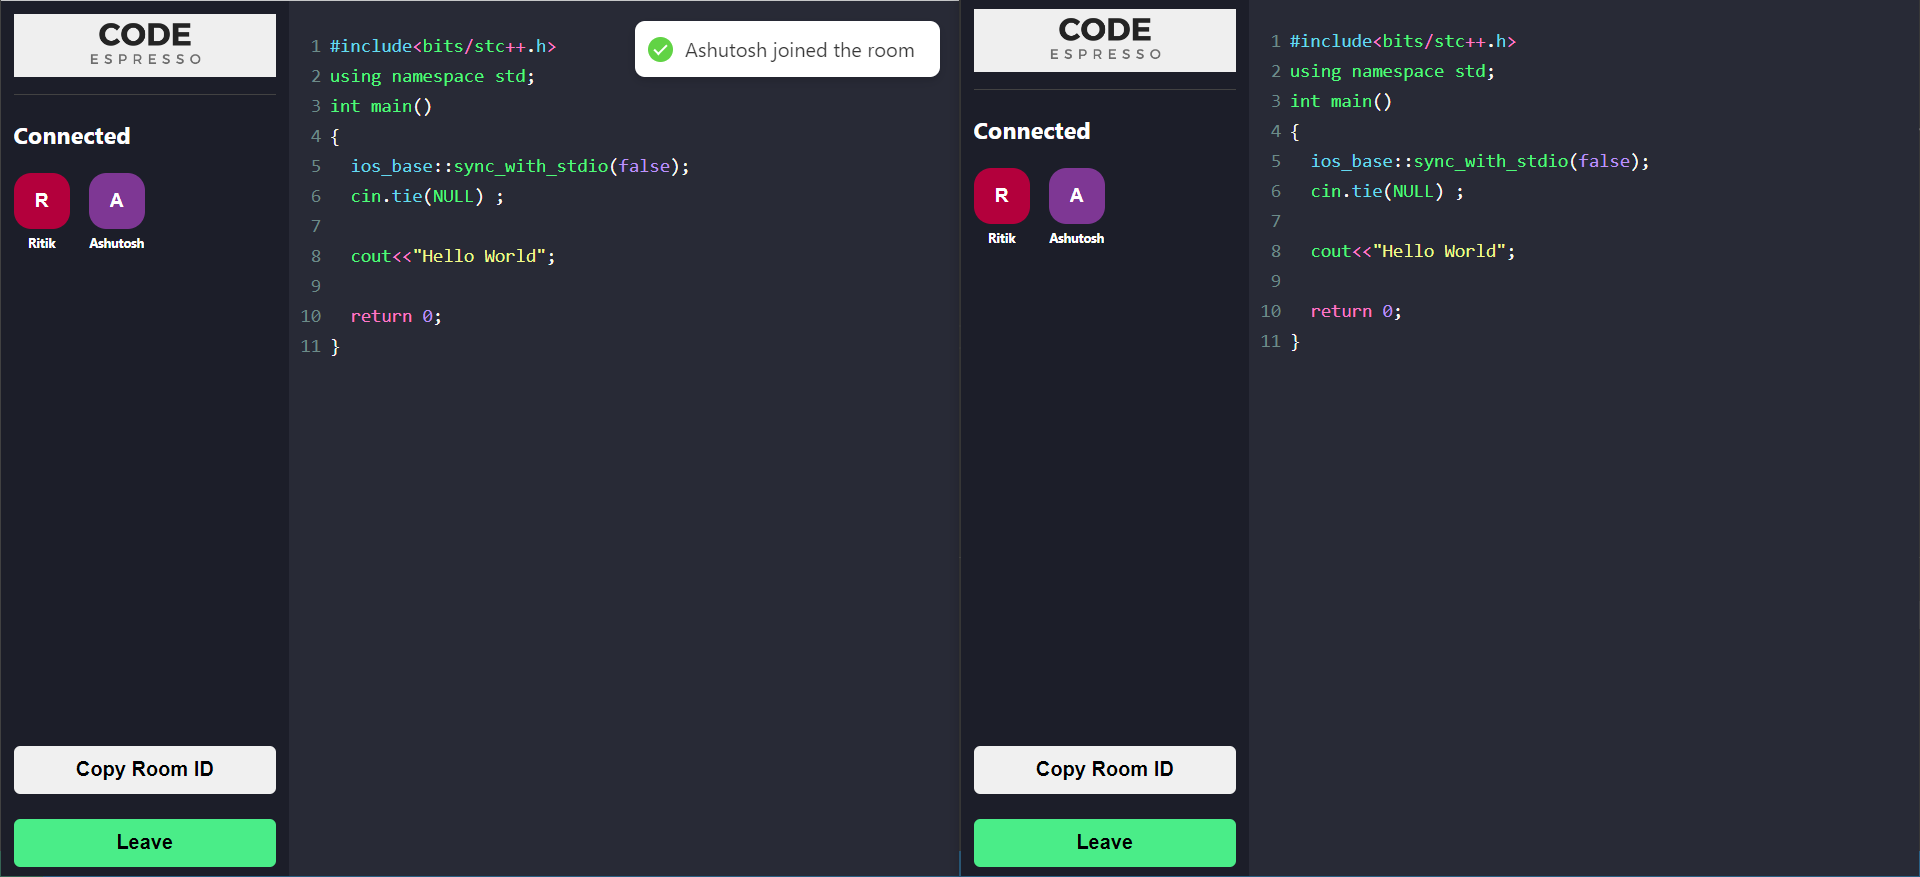 CODE
ESPRESSO
Connected
R
A
Ritik
Ashutosh
Copy Room ID
Leave
1 #include<bits/stc++.h>
2 using namespace std;
3 int main()
4 {
5   ios_base::sync_with_stdio(false);
6   cin.tie(NULL) ;
7
8   cout<<"Hello World";
9
10   return 0;
11 }
Ashutosh joined the room
CODE
ESPRESSO
Connected
R
A
Ritik
Ashutosh
Copy Room ID
Leave
1 #include<bits/stc++.h>
2 using namespace std;
3 int main()
4 {
5   ios_base::sync_with_stdio(false);
6   cin.tie(NULL) ;
7
8   cout<<"Hello World";
9
10   return 0;
11 }